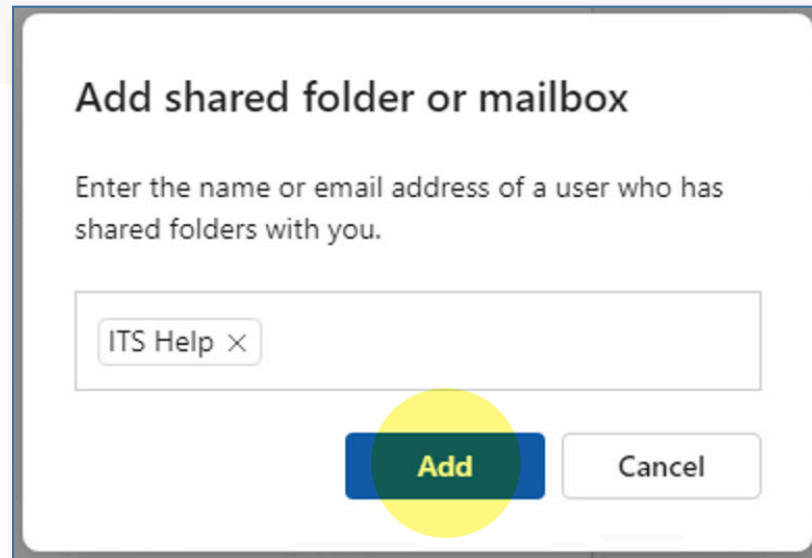 Add shared folder or mailbox
Enter the name or email address of a user who has
shared folders with you.
ITS Help ×
Add Cancel